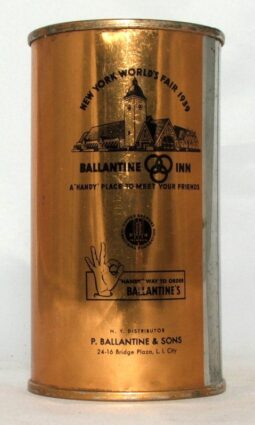 NEW YORK WORLD'S FAIR · 1939
BALLANTINE INN
A "HANDY" PLACE TO MEET YOUR FRIENDS
"HANDY" WAY TO ORDER
BALLANTINE'S
N. Y. DISTRIBUTOR
P. BALLANTINE & SONS
24-16 Bridge Plaza, L. I. City